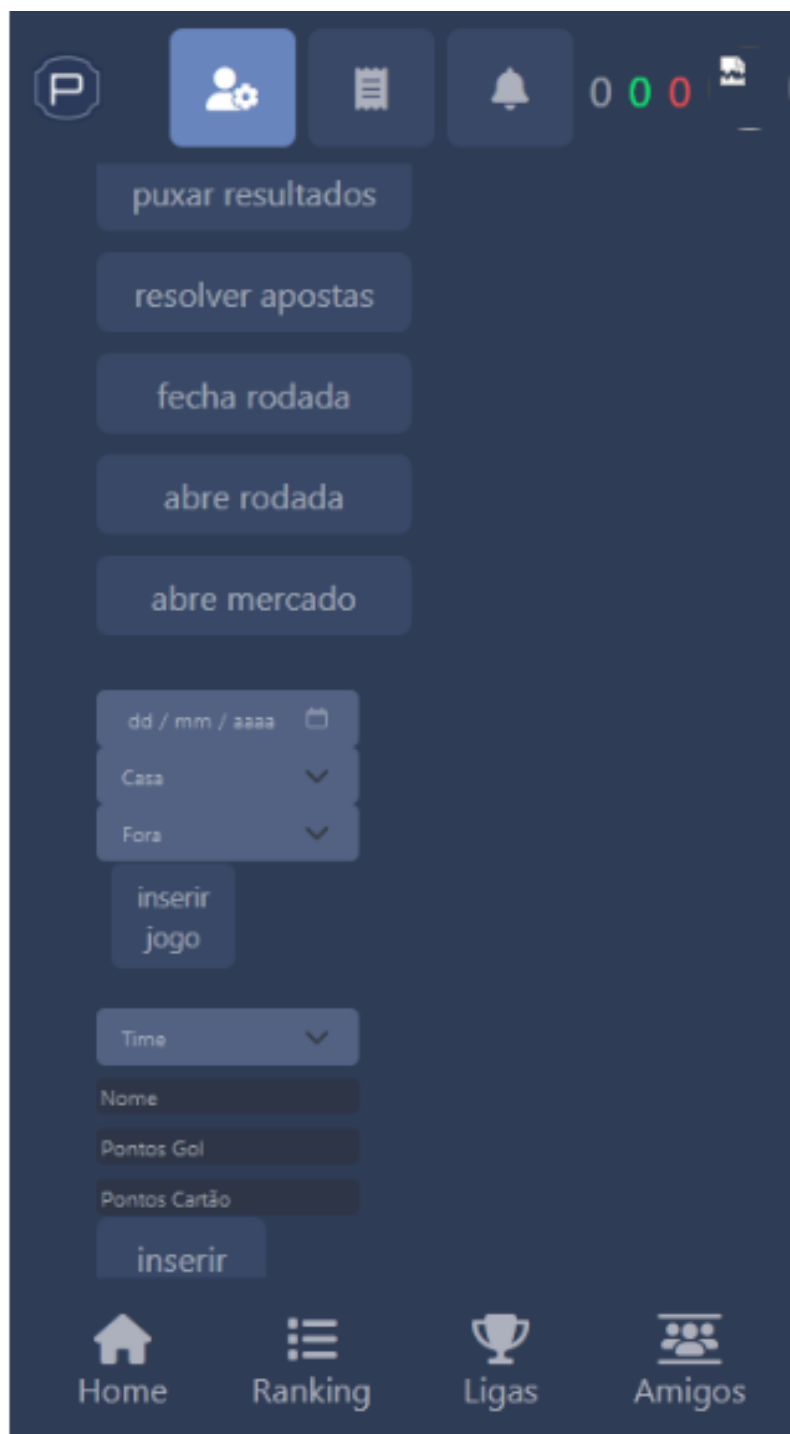 P
0 0 0
puxar resultados
resolver apostas
fecha rodada
abre rodada
abre mercado
dd / mm / aaaa
Casa
Fora
inserir
jogo
Time
Nome
Pontos Gol
Pontos Cartão
inserir
Home Ranking Ligas Amigos